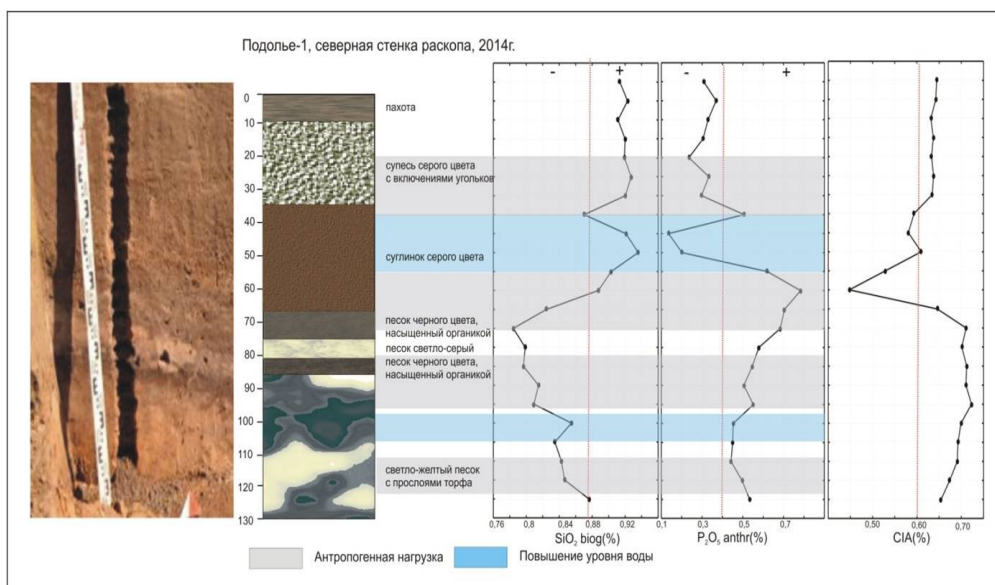 Подолье-1, северная стенка раскопа, 2014г.
- + - +
0
10
20
30
40
50
60
70
80
90
100
110
120
130
пахота
супесь серого цвета
с включениями угольков
суглинок серого цвета
песок черного цвета,
насыщенный органикой
песок светло-серый
песок черного цвета,
насыщенный органикой
светло-желтый песок
с прослоями торфа
0,76 0,8 0,84 0,88 0,92
SiO₂ biog(%)
0,1 0,3 0,5 0,7
P₂O₅ anthr(%)
0,50 0,60 0,70
CIA(%)
Антропогенная нагрузка
Повышение уровня воды